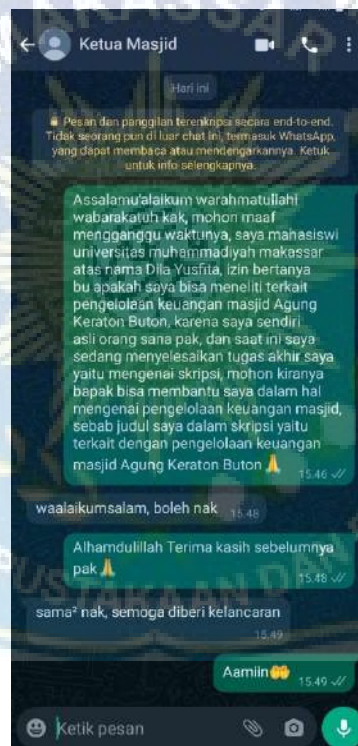 MAKASSAR
Ketua Masjid
Hari ini
Pesan dan panggilan terenkripsi secara end-to-end.
Tidak seorang pun di luar chat ini, termasuk WhatsApp,
yang dapat membaca atau mendengarkannya. Ketuk
untuk info selengkapnya.
Assalamu'alaikum warahmatullahi
wabarakatuh kak, mohon maaf
mengganggu waktunya, saya mahasiswi
universitas muhammadiyah makassar
atas nama Dila Yusfita, izin bertanya
bu apakah saya bisa meneliti terkait
pengelolaan keuangan masjid Agung
Keraton Buton, karena saya sendiri
asli orang sana pak, dan saat ini saya
sedang menyelesaikan tugas akhir saya
yaitu mengenai skripsi, mohon kiranya
bapak bisa membantu saya dalam hal
mengenai pengelolaan keuangan masjid,
sebab judul saya dalam skripsi yaitu
terkait dengan pengelolaan keuangan
masjid Agung Keraton Buton 🙏
15.46
waalaikumsalam, boleh nak 15.48
Alhamdulillah Terima kasih sebelumnya
pak 🙏
15.48
sama² nak, semoga diberi kelancaran
15.49
Aamiin🤲 15.49
Ketik pesan